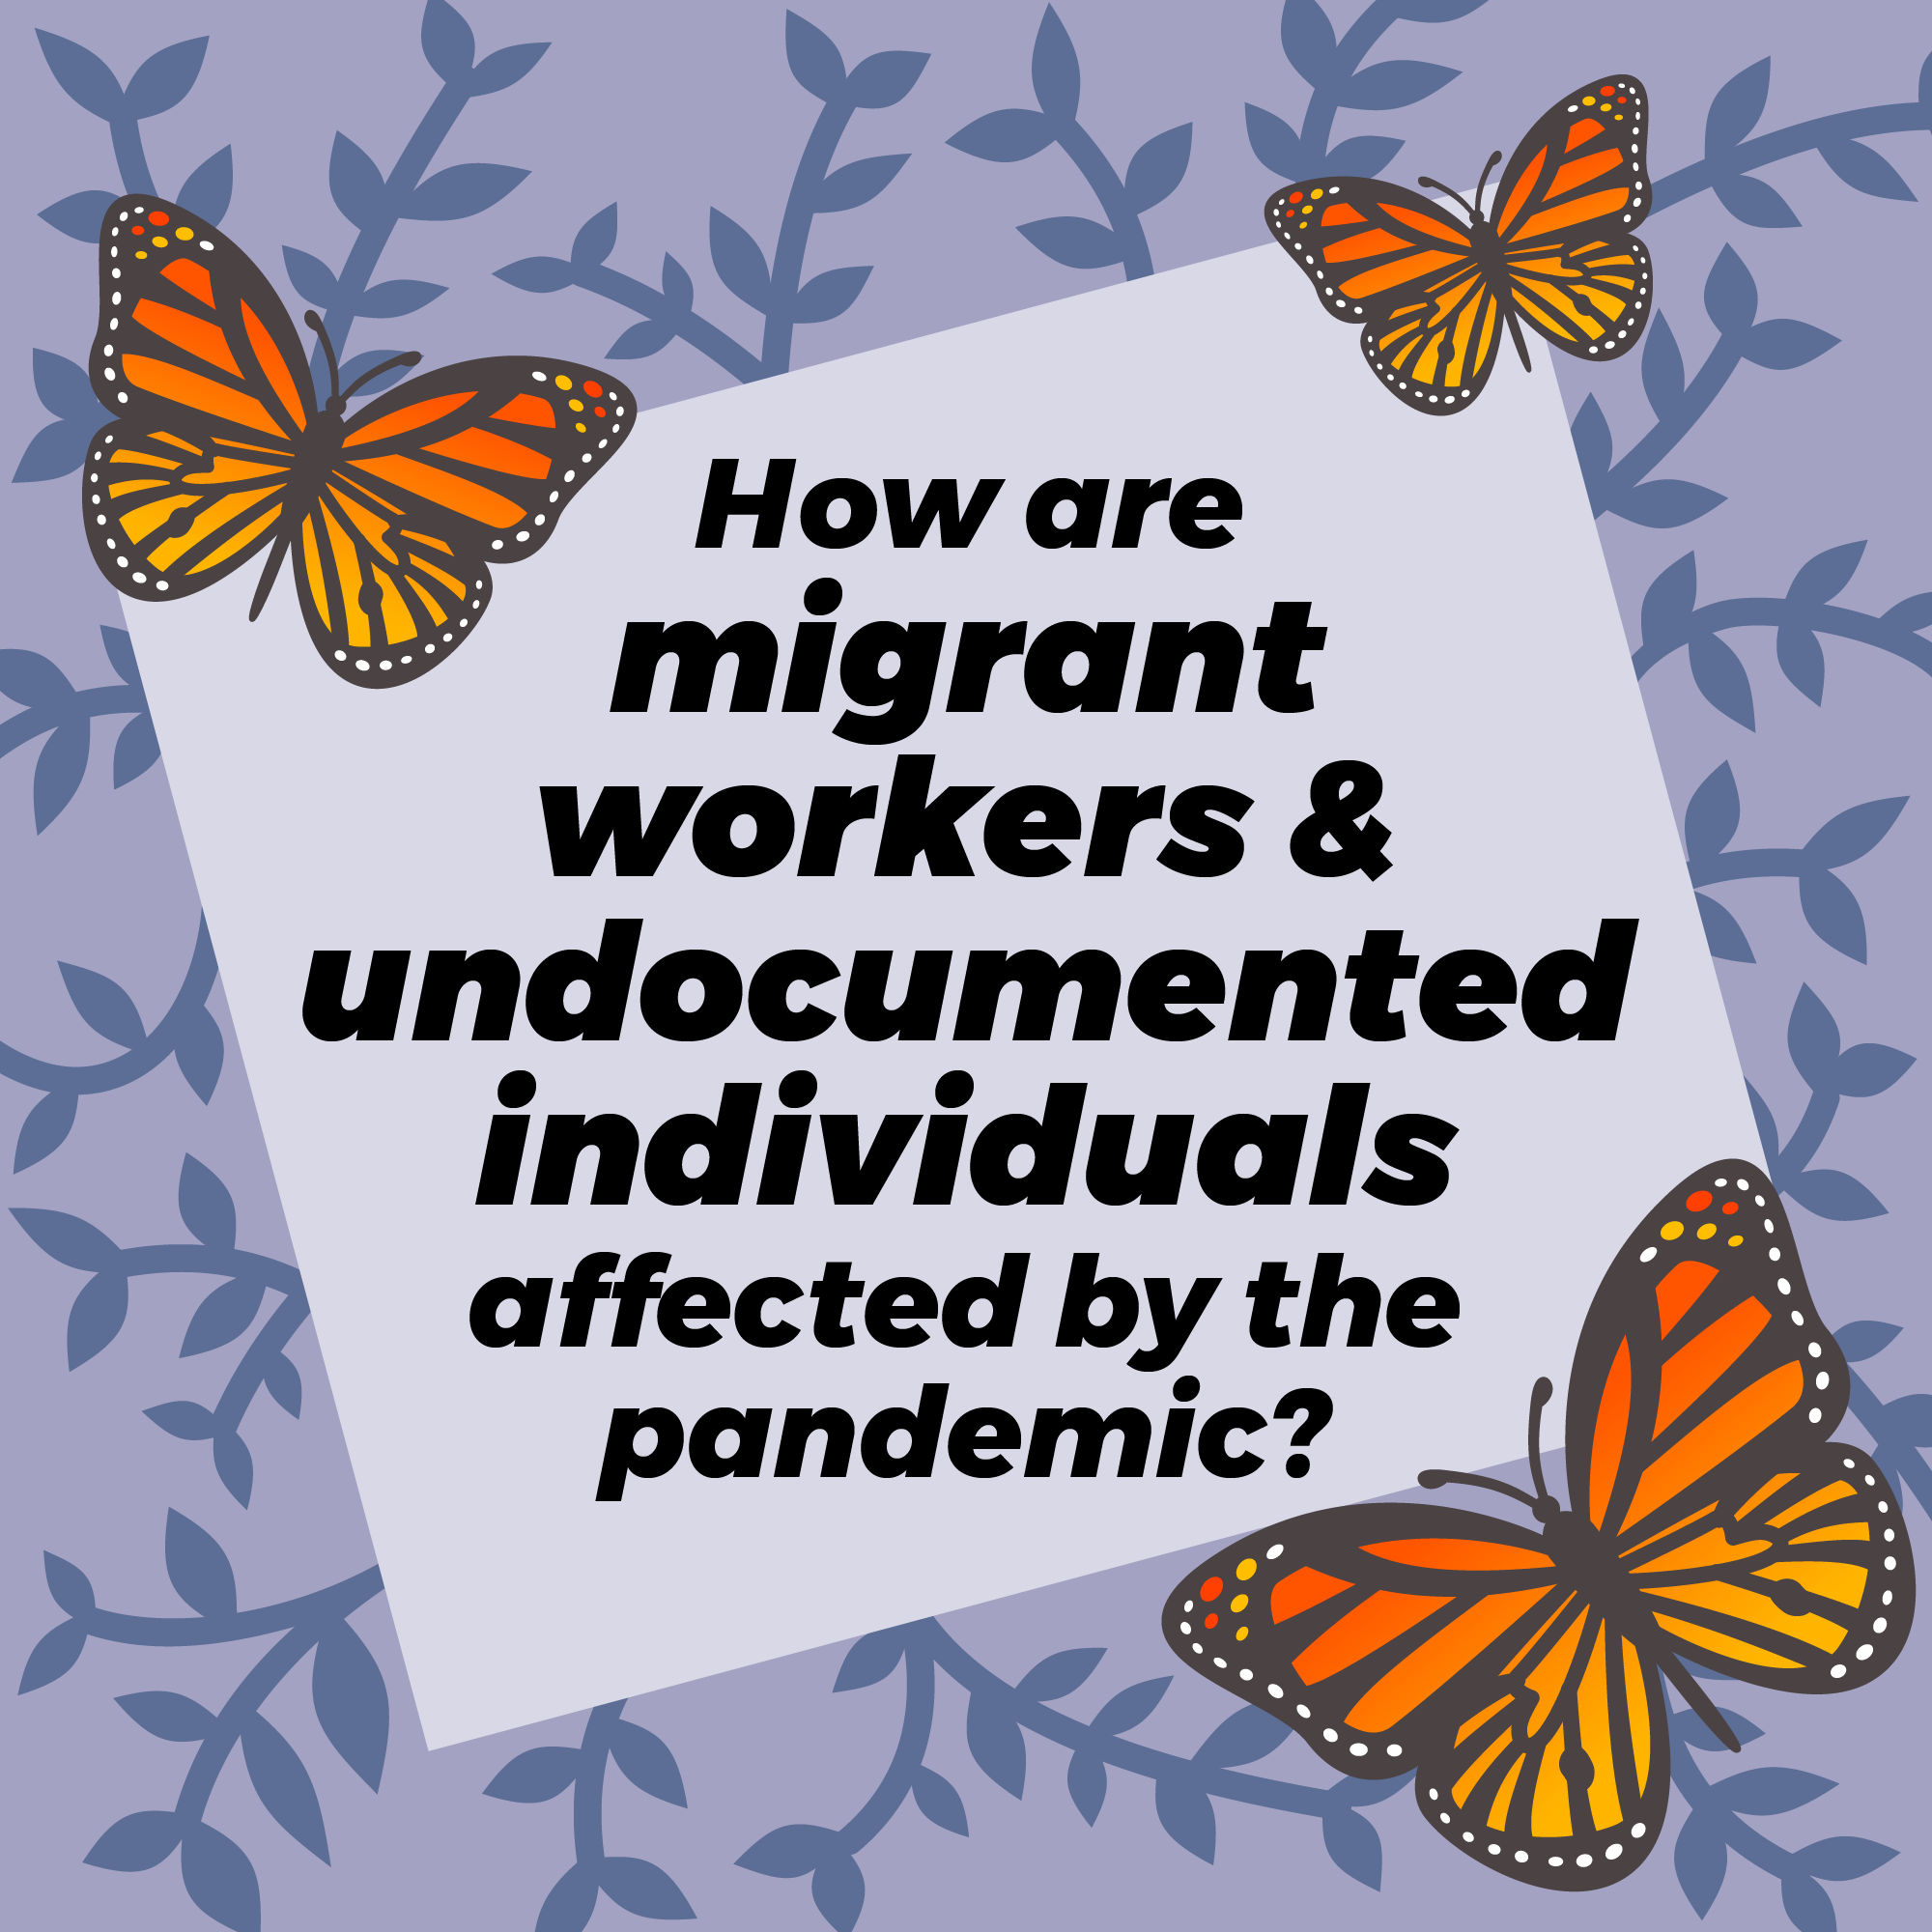 How are
migrant
workers &
undocumented
individuals
affected by the
pandemic?